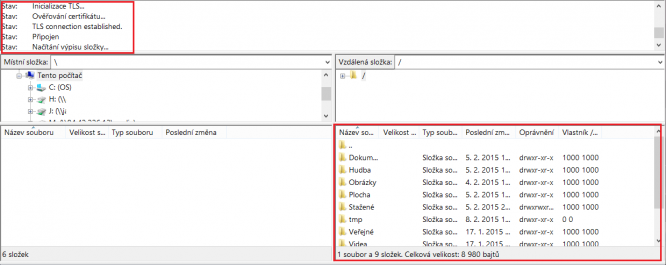 Stav: Inicializace TLS...
Stav: Ověřování certifikátu...
Stav: TLS connection established.
Stav: Připojen
Stav: Načítání výpisu složky...
Místní složka: \
Vzdálená složka: /
Tento počítač
C: (OS)
H: (\\
J: (\\
/
Název souboru Velikost s... Typ souboru Poslední změna
Název so... Velikost ... Typ soub... Poslední zm... Oprávnění Vlastník /...
..
Dokum... Složka so... 5. 2. 2015 1... drwxr-xr-x 1000 1000
Hudba Složka so... 5. 2. 2015 1... drwxr-xr-x 1000 1000
Obrázky Složka so... 4. 2. 2015 1... drwxr-xr-x 1000 1000
Plocha Složka so... 5. 2. 2015 1... drwxr-xr-x 1000 1000
Stažené Složka so... 5. 2. 2015 2... drwxrwxr... 1000 1000
tmp Složka so... 8. 2. 2015 1... drwxr-xr-x 0 0
Veřejné Složka so... 17. 1. 2015 ... drwxr-xr-x 1000 1000
Videa Složka so... 17. 1. 2015 ... drwxr-xr-x 1000 1000
6 složek
1 soubor a 9 složek. Celková velikost: 8 980 bajtů